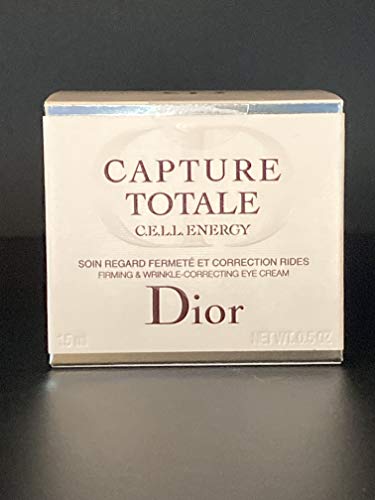 CAPTURE
TOTALE
C.E.L.L. ENERGY
SOIN REGARD FERMETÉ ET CORRECTION RIDES
FIRMING & WRINKLE-CORRECTING EYE CREAM
Dior
15 ml NET WT. 0.5 Oz.